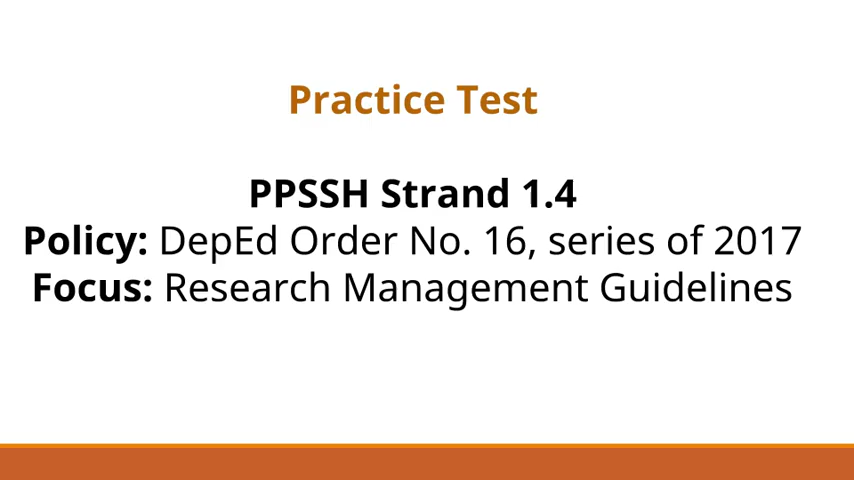 Practice Test
PPSSH Strand 1.4
Policy: DepEd Order No. 16, series of 2017
Focus: Research Management Guidelines